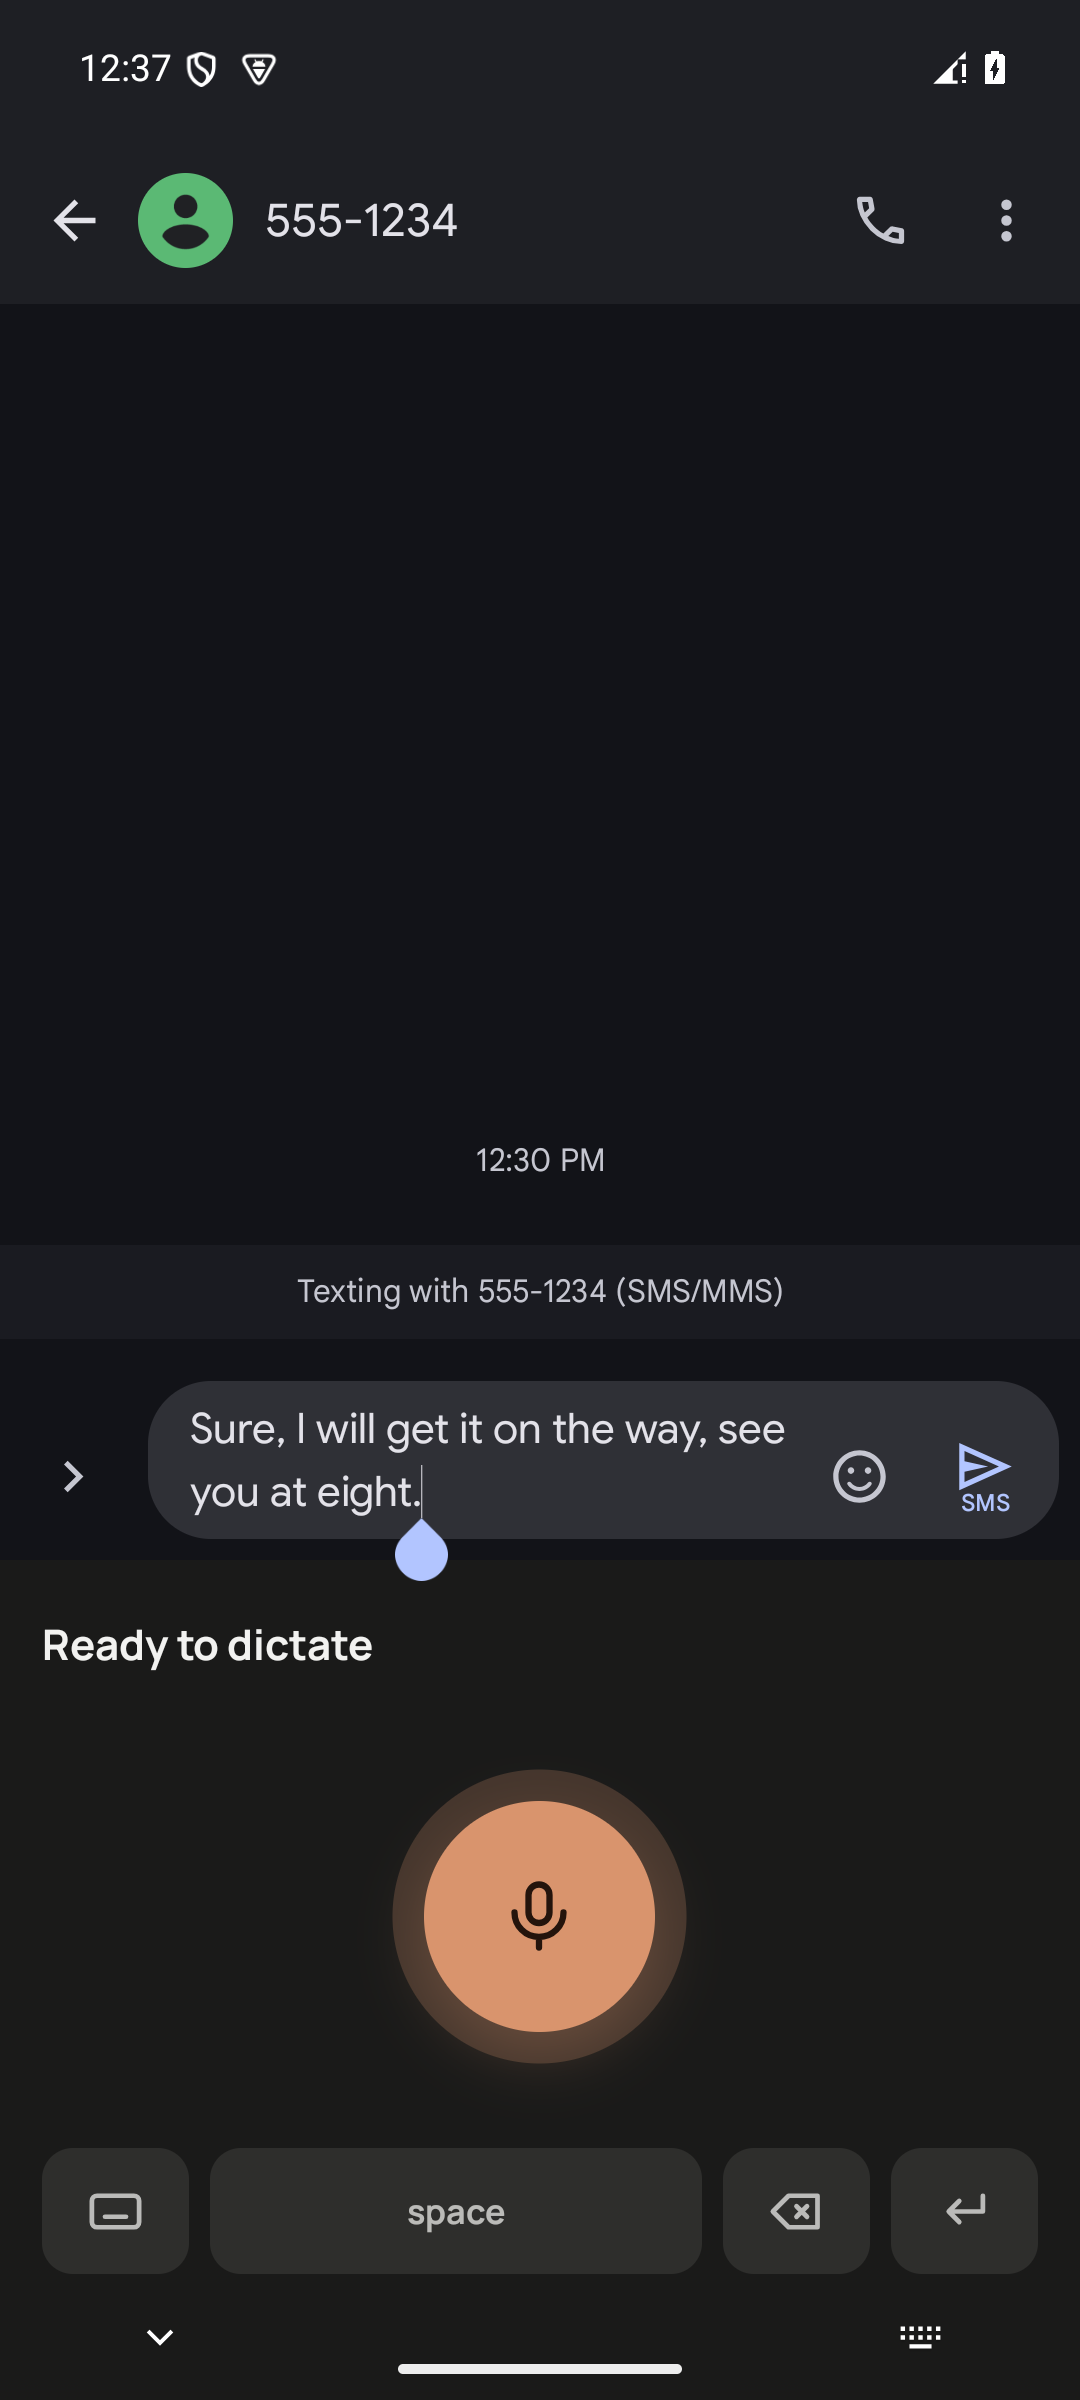 12:37
555-1234
12:30 PM
Texting with 555-1234 (SMS/MMS)
Sure, I will get it on the way, see
you at eight.
SMS
Ready to dictate
space